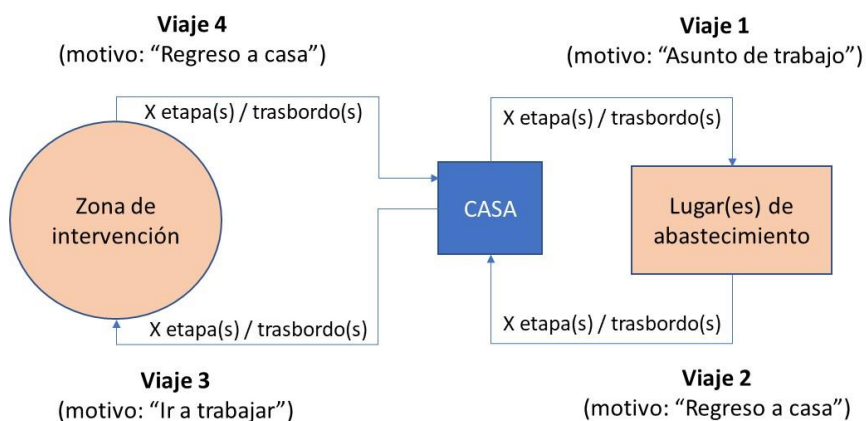 Viaje 4
(motivo: “Regreso a casa”)
Viaje 1
(motivo: “Asunto de trabajo”)
X etapa(s) / trasbordo(s)
X etapa(s) / trasbordo(s)
Zona de
intervención
CASA
Lugar(es) de
abastecimiento
X etapa(s) / trasbordo(s)
X etapa(s) / trasbordo(s)
Viaje 3
(motivo: “Ir a trabajar”)
Viaje 2
(motivo: “Regreso a casa”)